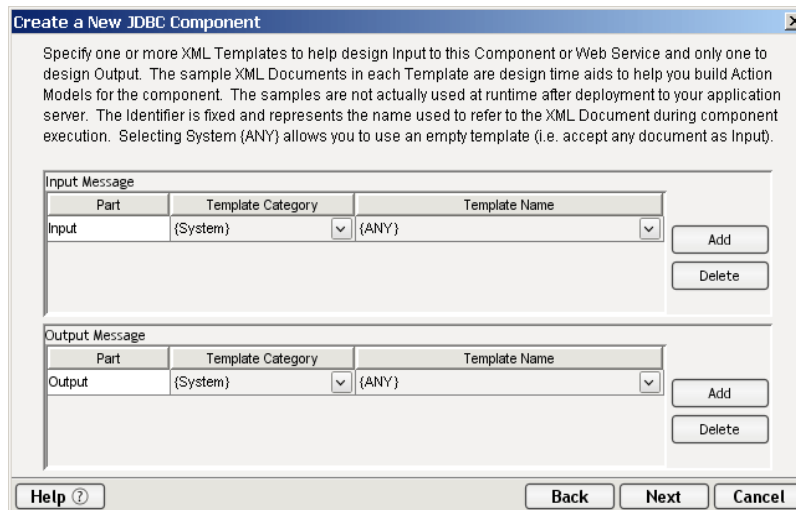 Create a New JDBC Component
Specify one or more XML Templates to help design Input to this Component or Web Service and only one to
design Output. The sample XML Documents in each Template are design time aids to help you build Action
Models for the component. The samples are not actually used at runtime after deployment to your application
server. The Identifier is fixed and represents the name used to refer to the XML Document during component
execution. Selecting System {ANY} allows you to use an empty template (i.e. accept any document as Input).
Input Message
Part Template Category Template Name
Input {System} {ANY}
Add
Delete
Output Message
Part Template Category Template Name
Output {System} {ANY}
Add
Delete
Help ? Back Next Cancel